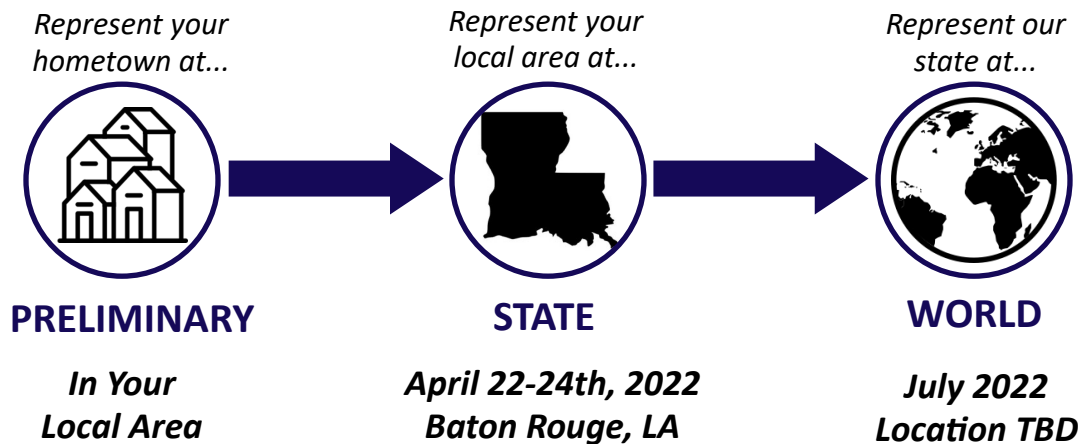 Represent your
hometown at...
PRELIMINARY
In Your
Local Area
Represent your
local area at...
STATE
April 22-24th, 2022
Baton Rouge, LA
Represent our
state at...
WORLD
July 2022
Location TBD